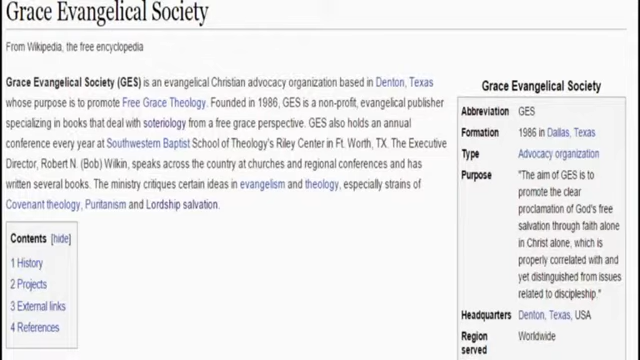 Grace Evangelical Society
From Wikipedia, the free encyclopedia
Grace Evangelical Society (GES) is an evangelical Christian advocacy organization based in Denton, Texas
whose purpose is to promote Free Grace Theology. Founded in 1986, GES is a non-profit, evangelical publisher
specializing in books that deal with soteriology from a free grace perspective. GES also holds an annual
conference every year at Southwestern Baptist School of Theology's Riley Center in Ft. Worth, TX. The Executive
Director, Robert N. (Bob) Wilkin, speaks across the country at churches and regional conferences and has
written several books. The ministry critiques certain ideas in evangelism and theology, especially strains of
Covenant theology, Puritanism and Lordship salvation.
Contents [hide]
1 History
2 Projects
3 External links
4 References
Grace Evangelical Society
Abbreviation GES
Formation 1986 in Dallas, Texas
Type Advocacy organization
Purpose "The aim of GES is to
promote the clear
proclamation of God's free
salvation through faith alone
in Christ alone, which is
properly correlated with and
yet distinguished from issues
related to discipleship."
Headquarters Denton, Texas, USA
Region Worldwide
served